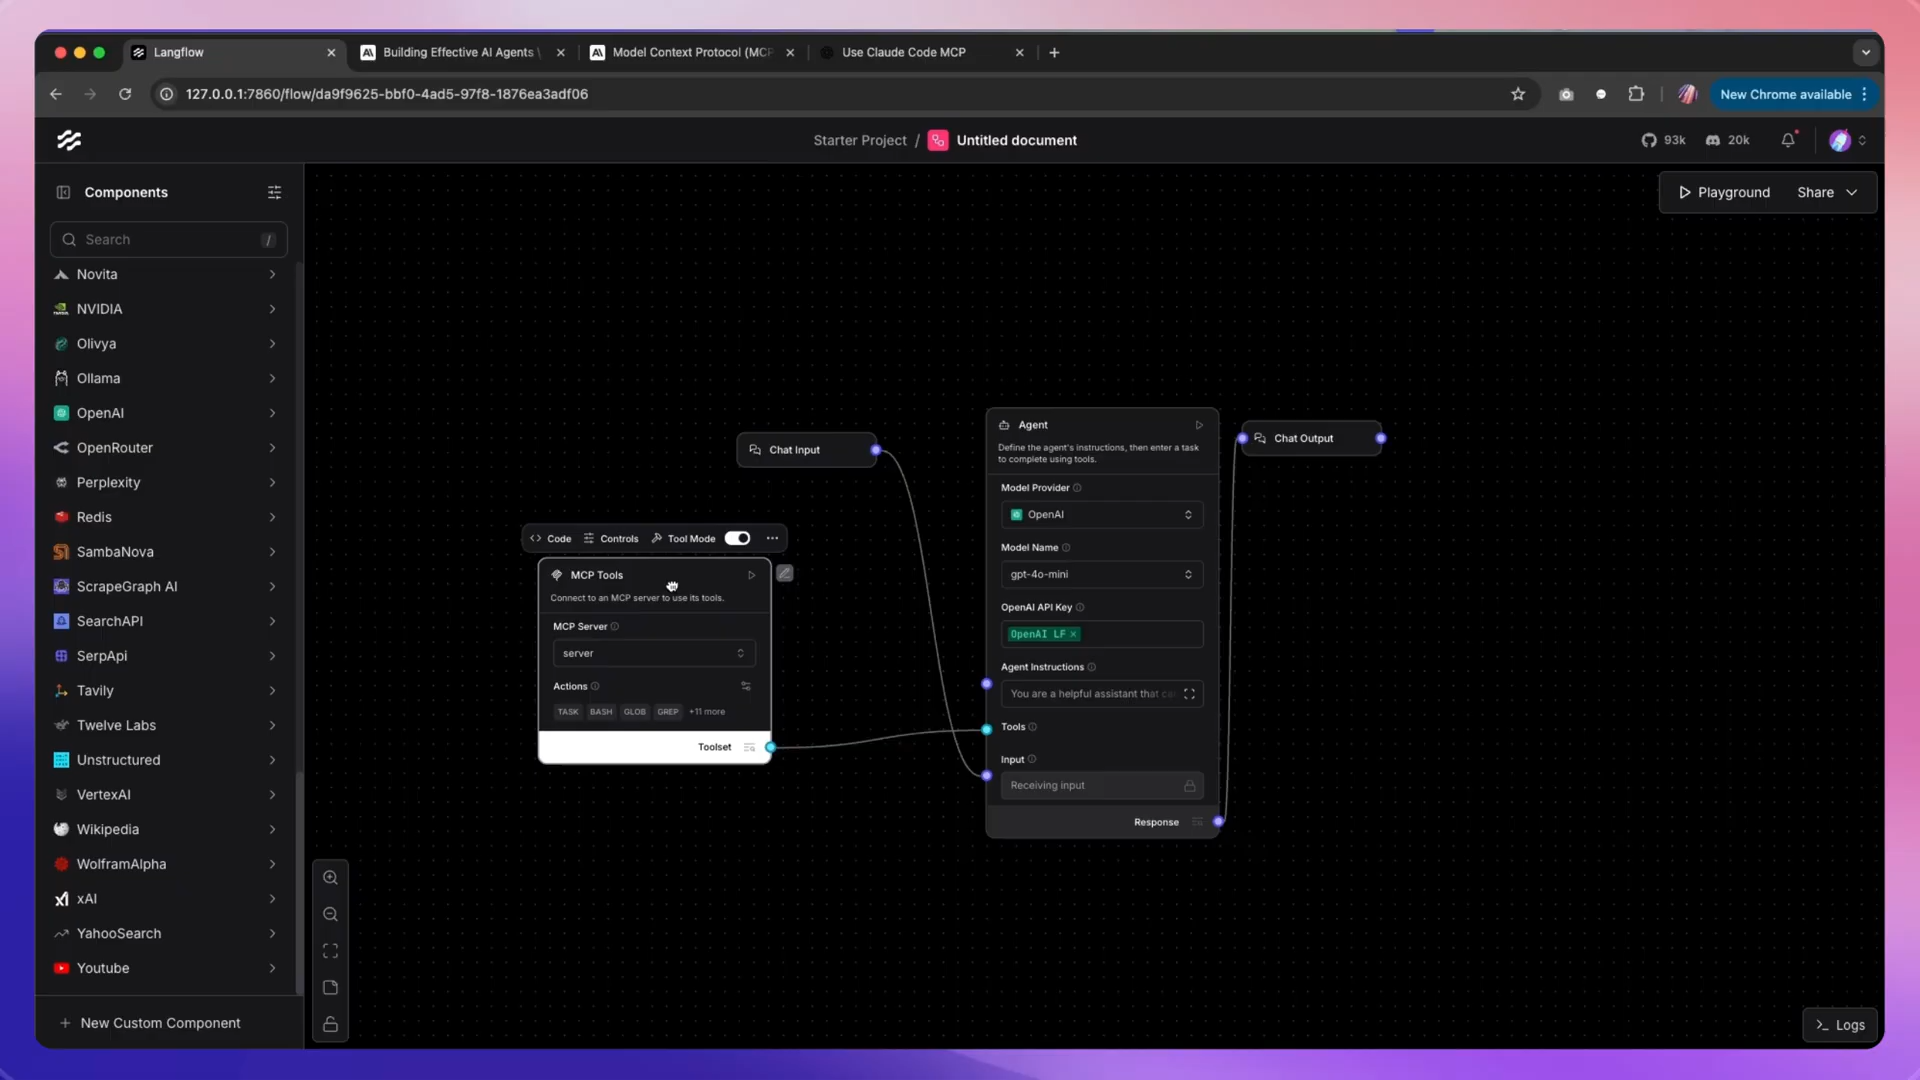 Langflow
Building Effective AI Agents \
Model Context Protocol (MCP
Use Claude Code MCP
127.0.0.1:7860/flow/da9f9625-bbf0-4ad5-97f8-1876ea3adf06
New Chrome available
Starter Project / Untitled document
93k
20k
Components
Search /
Playground
Share
Novita
NVIDIA
Olivya
Ollama
OpenAI
OpenRouter
Perplexity
Redis
SambaNova
ScrapeGraph AI
SearchAPI
SerpApi
Tavily
Twelve Labs
Unstructured
VertexAI
Wikipedia
WolframAlpha
xAI
YahooSearch
Youtube
+ New Custom Component
Chat Input
Code
Controls
Tool Mode
MCP Tools
Connect to an MCP server to use its tools.
MCP Server
server
Actions
TASK
BASH
GLOB
GREP
+11 more
Toolset
Agent
Define the agent's instructions, then enter a task
to complete using tools.
Model Provider
OpenAI
Model Name
gpt-4o-mini
OpenAI API Key
OpenAI LF ×
Agent Instructions
You are a helpful assistant that ca
Tools
Input
Receiving input
Response
Chat Output
>_ Logs